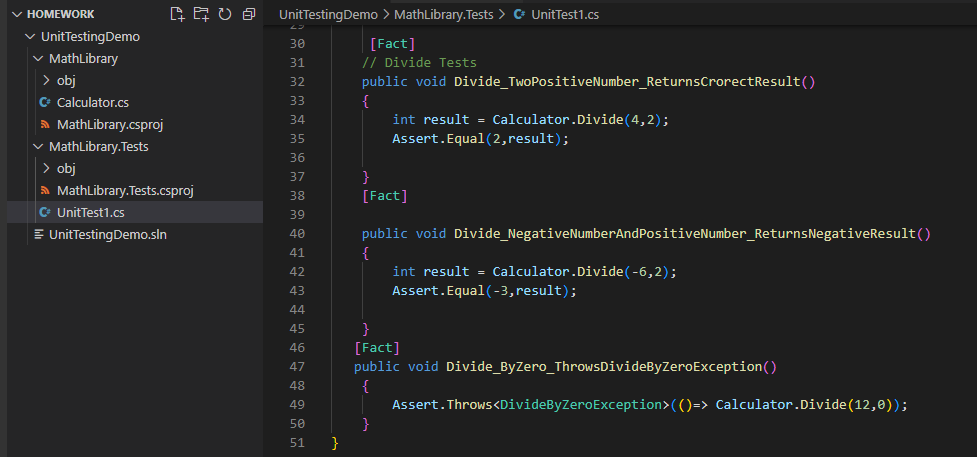 HOMEWORK
UnitTestingDemo
MathLibrary
obj
C# Calculator.cs
MathLibrary.csproj
MathLibrary.Tests
obj
MathLibrary.Tests.csproj
C# UnitTest1.cs
UnitTestingDemo.sln
UnitTestingDemo > MathLibrary.Tests > C# UnitTest1.cs
29
30 [Fact]
31 // Divide Tests
32 public void Divide_TwoPositiveNumber_ReturnsCrorectResult()
33 {
34 int result = Calculator.Divide(4,2);
35 Assert.Equal(2,result);
36
37 }
38 [Fact]
39
40 public void Divide_NegativeNumberAndPositiveNumber_ReturnsNegativeResult()
41 {
42 int result = Calculator.Divide(-6,2);
43 Assert.Equal(-3,result);
44
45 }
46 [Fact]
47 public void Divide_ByZero_ThrowsDivideByZeroException()
48 {
49 Assert.Throws<DivideByZeroException>(()=> Calculator.Divide(12,0));
50 }
51 }